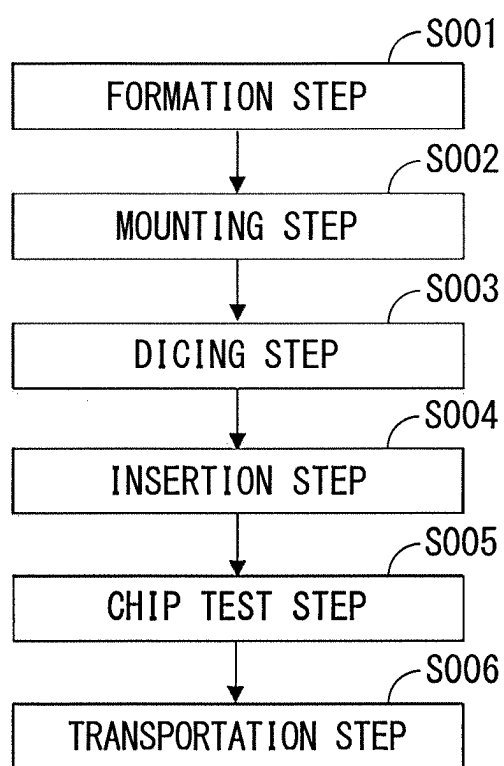 S001
FORMATION STEP
S002
MOUNTING STEP
S003
DICING STEP
S004
INSERTION STEP
S005
CHIP TEST STEP
S006
TRANSPORTATION STEP